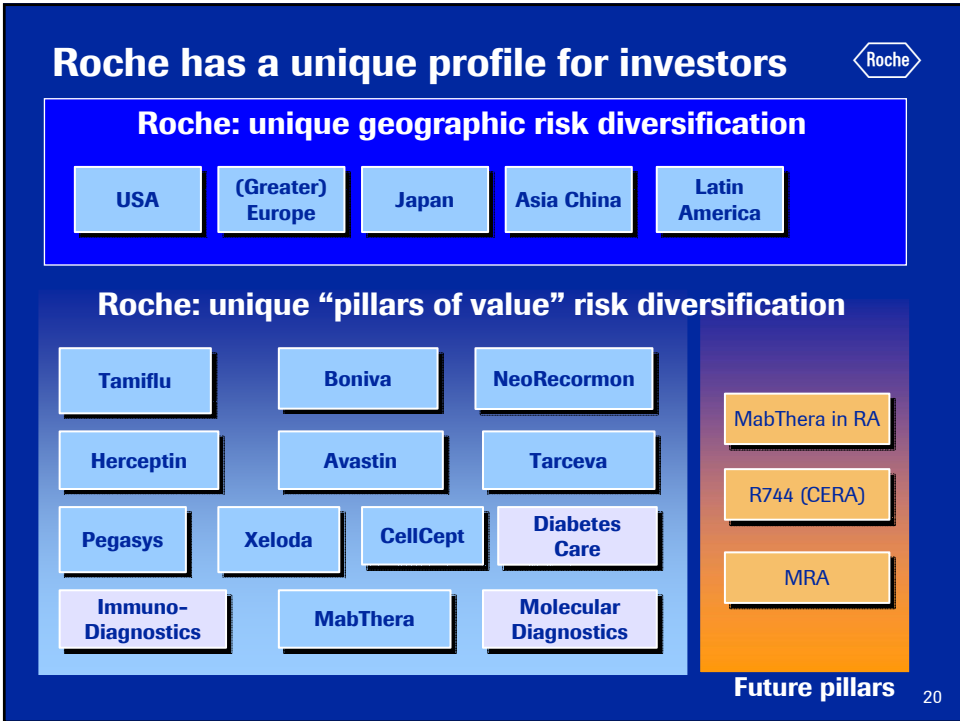 Roche has a unique profile for investors
Roche
Roche: unique geographic risk diversification
USA
(Greater)
Europe
Japan
Asia China
Latin
America
Roche: unique “pillars of value” risk diversification
Tamiflu
Boniva
NeoRecormon
Herceptin
Avastin
Tarceva
Pegasys
Xeloda
CellCept
Diabetes
Care
Immuno-
Diagnostics
MabThera
Molecular
Diagnostics
MabThera in RA
R744 (CERA)
MRA
Future pillars
20